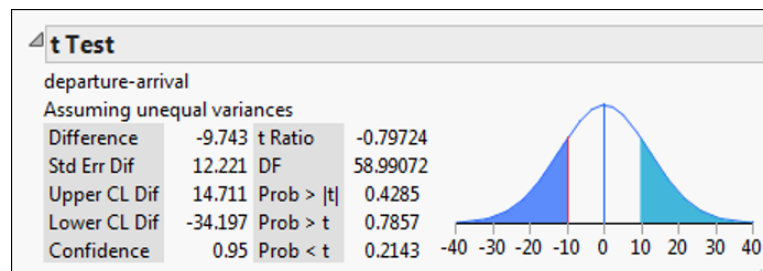 t Test
departure-arrival
Assuming unequal variances
Difference -9.743 t Ratio -0.79724
Std Err Dif 12.221 DF 58.99072
Upper CL Dif 14.711 Prob > |t| 0.4285
Lower CL Dif -34.197 Prob > t 0.7857
Confidence 0.95 Prob < t 0.2143
-40 -30 -20 -10 0 10 20 30 40